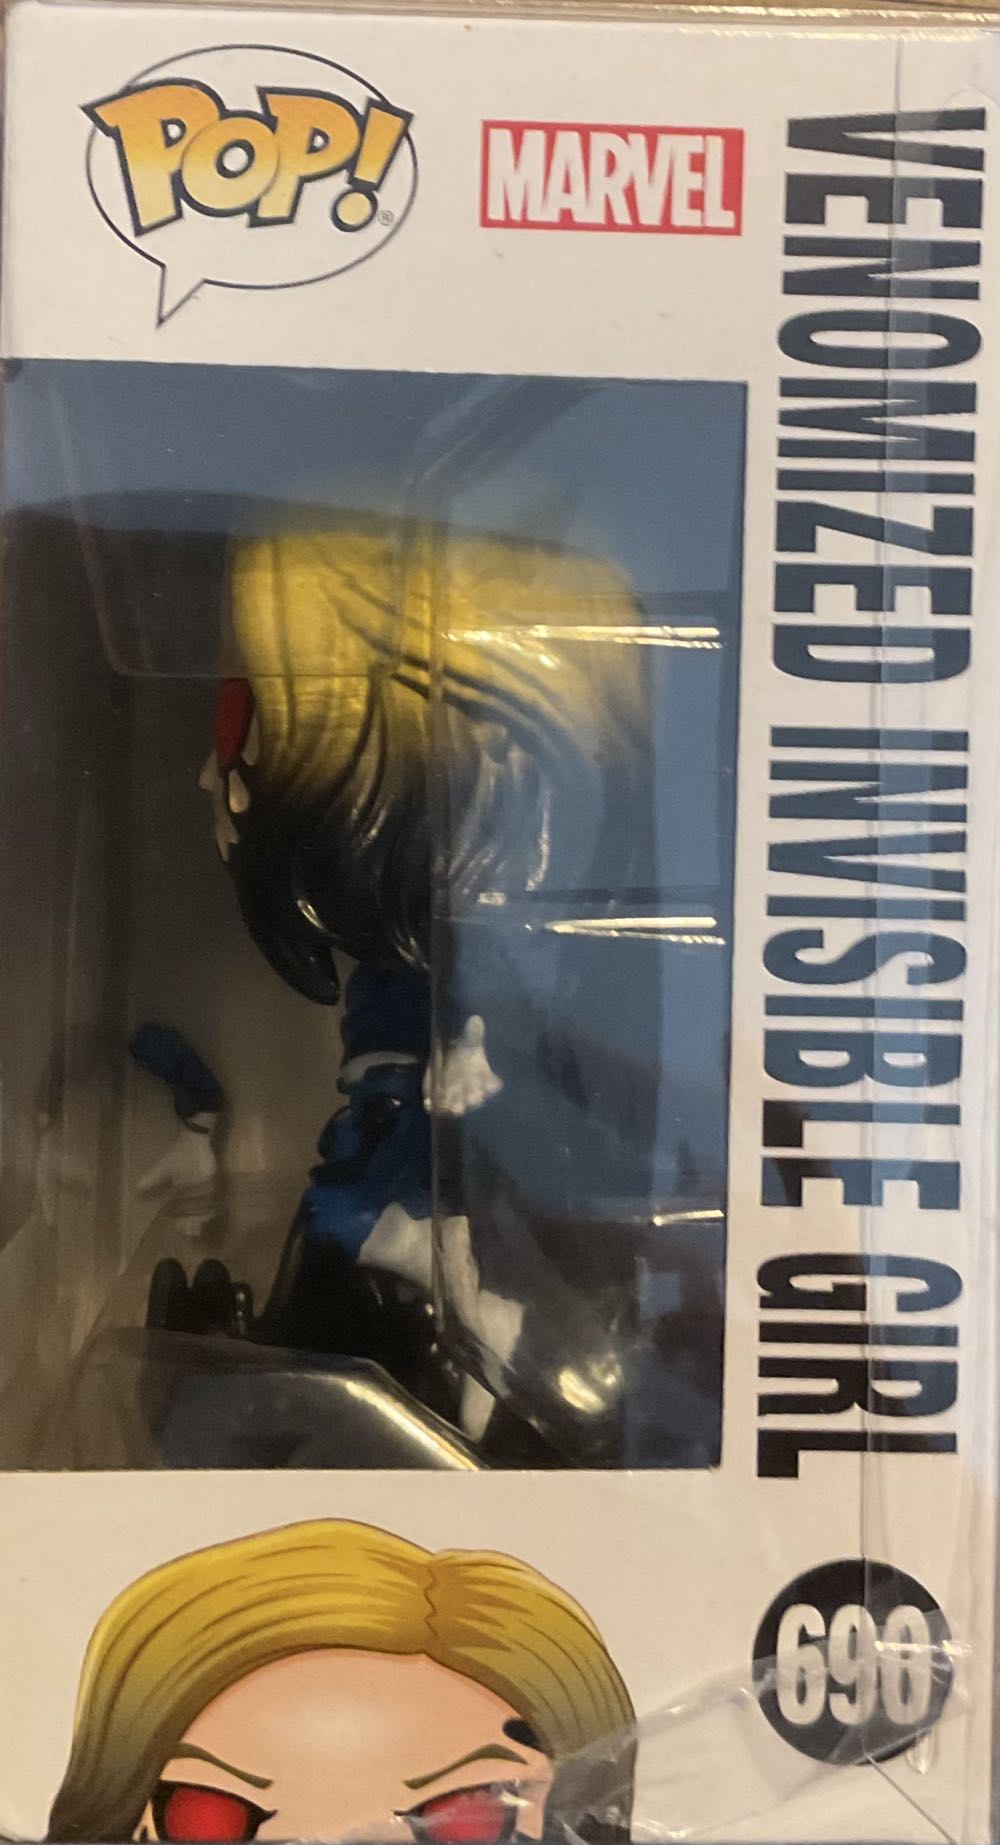 POP!®
MARVEL
VENOMIZED INVISIBLE GIRL
690